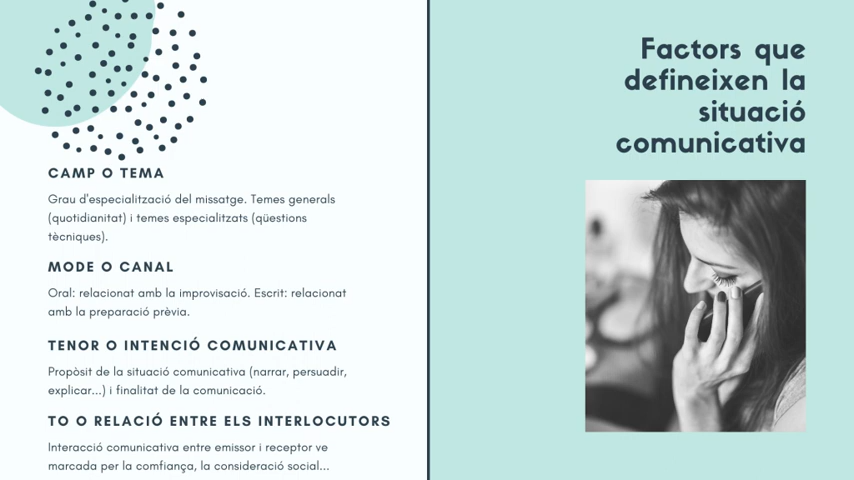 Factors que
defineixen la
situació
comunicativa
CAMP O TEMA
Grau d'especialització del missatge. Temes generals
(quotidianitat) i temes especialitzats (qüestions
tècniques).
MODE O CANAL
Oral: relacionat amb la improvisació. Escrit: relacionat
amb la preparació prèvia.
TENOR O INTENCIÓ COMUNICATIVA
Propòsit de la situació comunicativa (narrar, persuadir,
explicar...) i finalitat de la comunicació.
TO O RELACIÓ ENTRE ELS INTERLOCUTORS
Interacció comunicativa entre emissor i receptor ve
marcada per la comfiança, la consideració social...